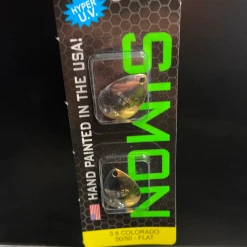 HYPER
U.V.
HAND PAINTED IN THE USA!
SIMON
3.5 COLORADO
50/50 - FLAT